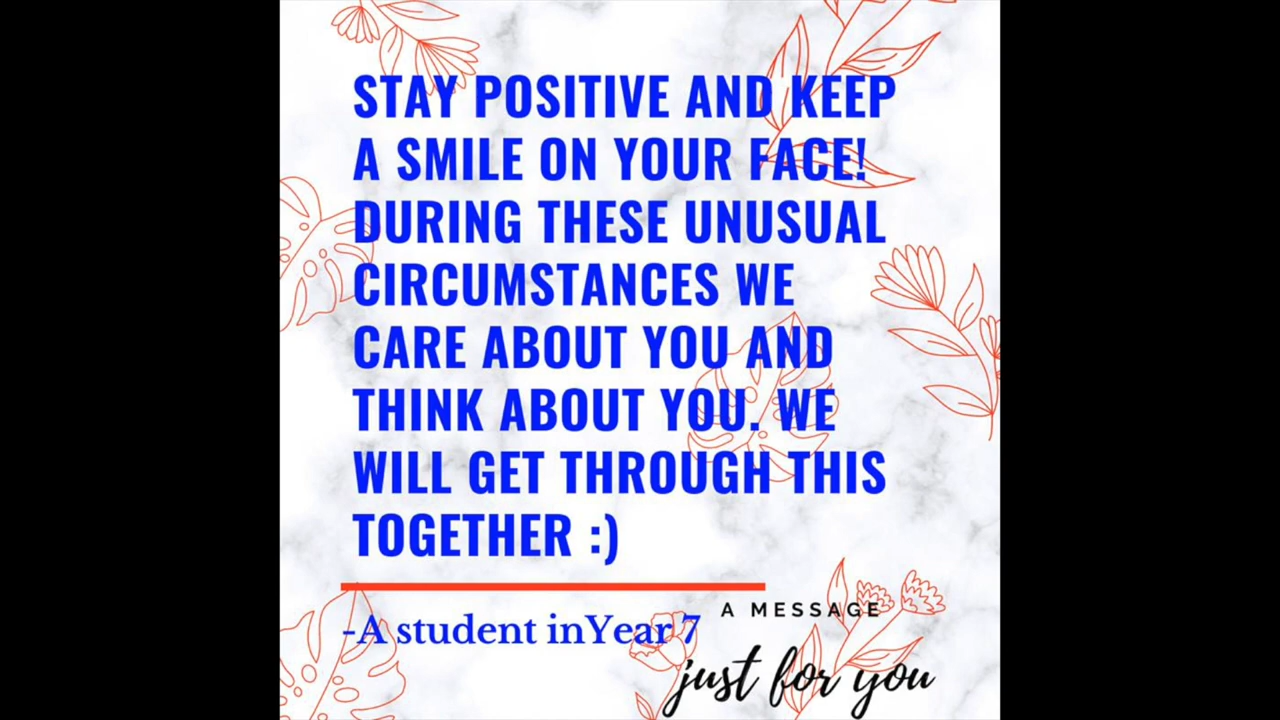 STAY POSITIVE AND KEEP
A SMILE ON YOUR FACE!
DURING THESE UNUSUAL
CIRCUMSTANCES WE
CARE ABOUT YOU AND
THINK ABOUT YOU. WE
WILL GET THROUGH THIS
TOGETHER :)
-A student inYear 7
A MESSAGE
just for you